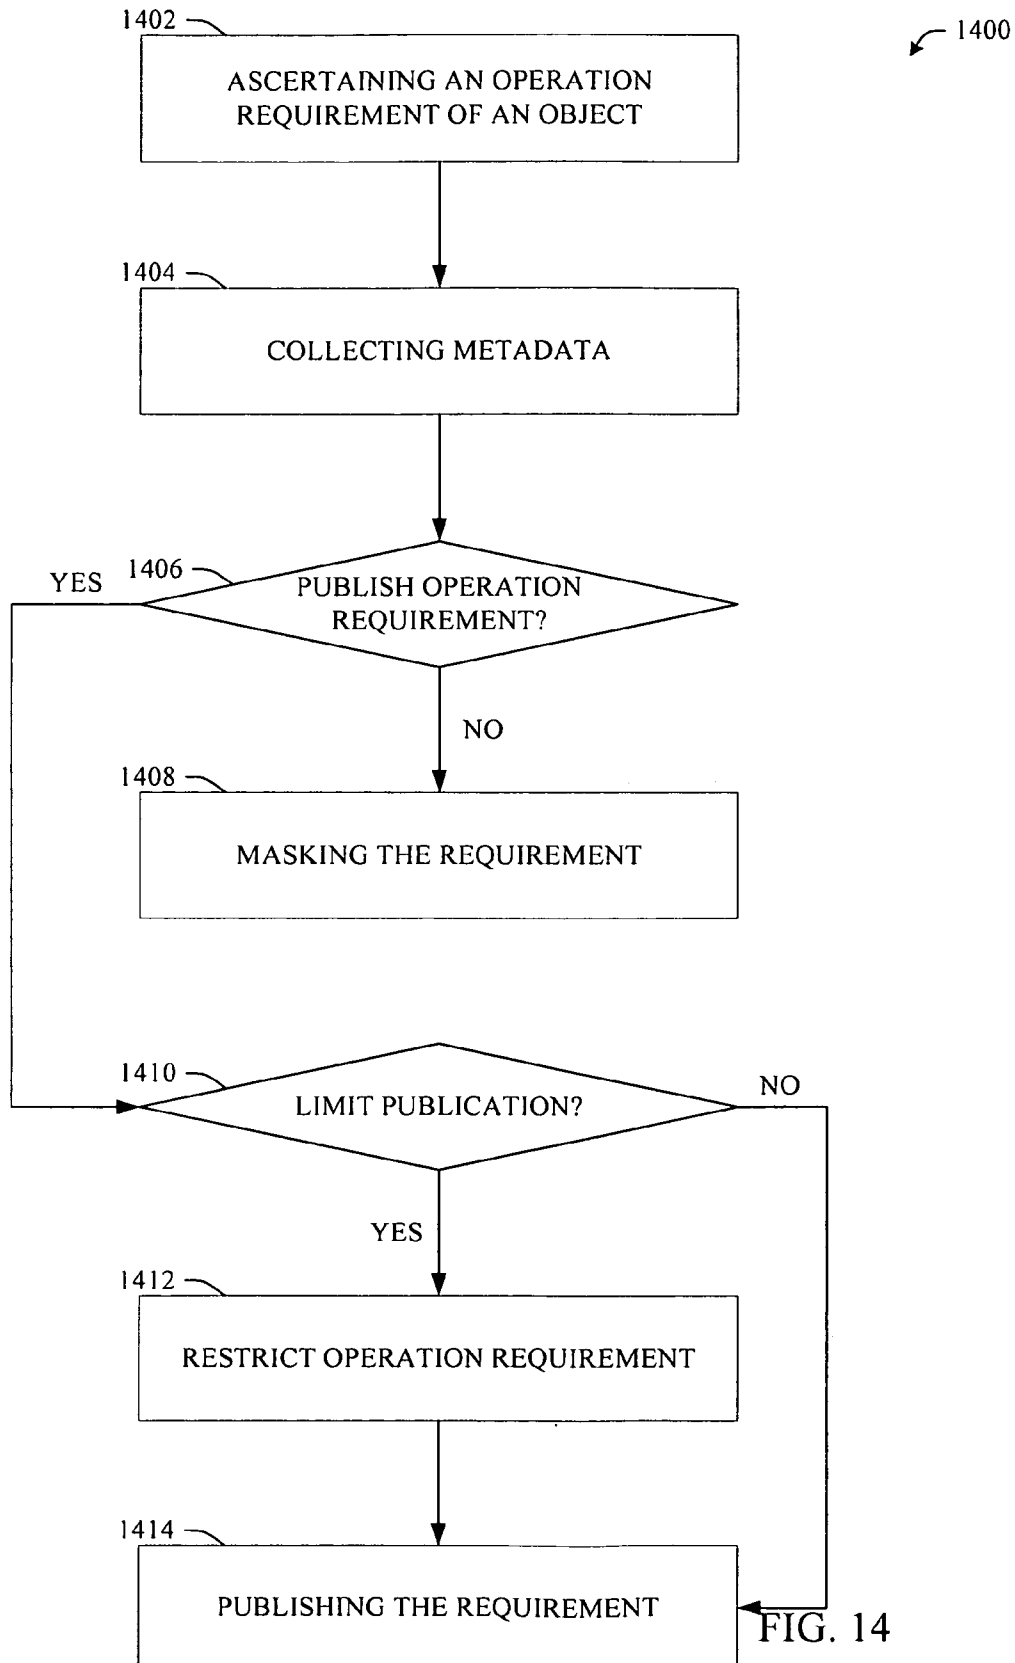 1402
1400
ASCERTAINING AN OPERATION
REQUIREMENT OF AN OBJECT
1404
COLLECTING METADATA
YES
1406
PUBLISH OPERATION
REQUIREMENT?
NO
1408
MASKING THE REQUIREMENT
1410
LIMIT PUBLICATION?
NO
YES
1412
RESTRICT OPERATION REQUIREMENT
1414
PUBLISHING THE REQUIREMENT
FIG. 14